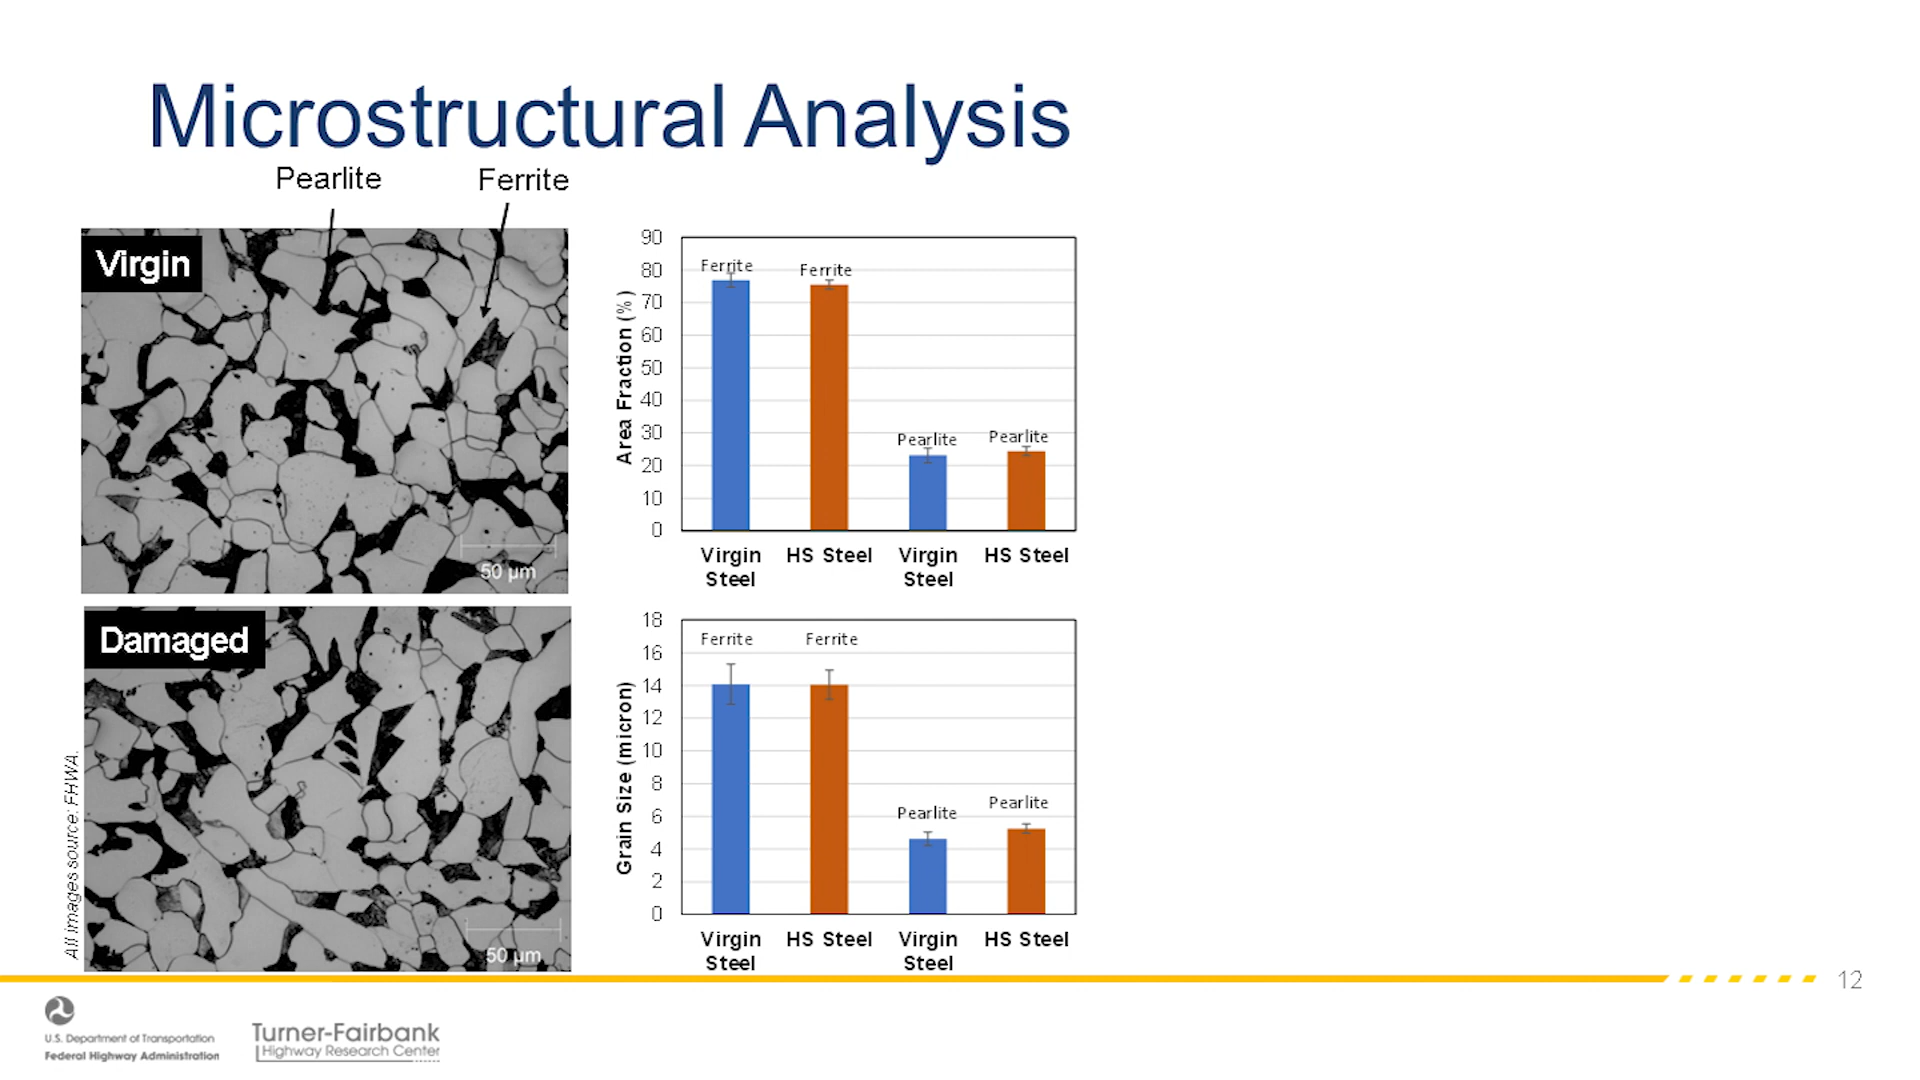 Microstructural Analysis
Pearlite
Ferrite
Virgin
50 µm
Damaged
50 µm
All images source: FHWA.
Area Fraction (%)
90
80
70
60
50
40
30
20
10
0
Ferrite
Ferrite
Pearlite
Pearlite
Virgin
Steel
HS Steel
Virgin
Steel
HS Steel
Grain Size (micron)
18
16
14
12
10
8
6
4
2
0
Ferrite
Ferrite
Pearlite
Pearlite
Virgin
Steel
HS Steel
Virgin
Steel
HS Steel
12
U.S. Department of Transportation
Federal Highway Administration
Turner-Fairbank
Highway Research Center